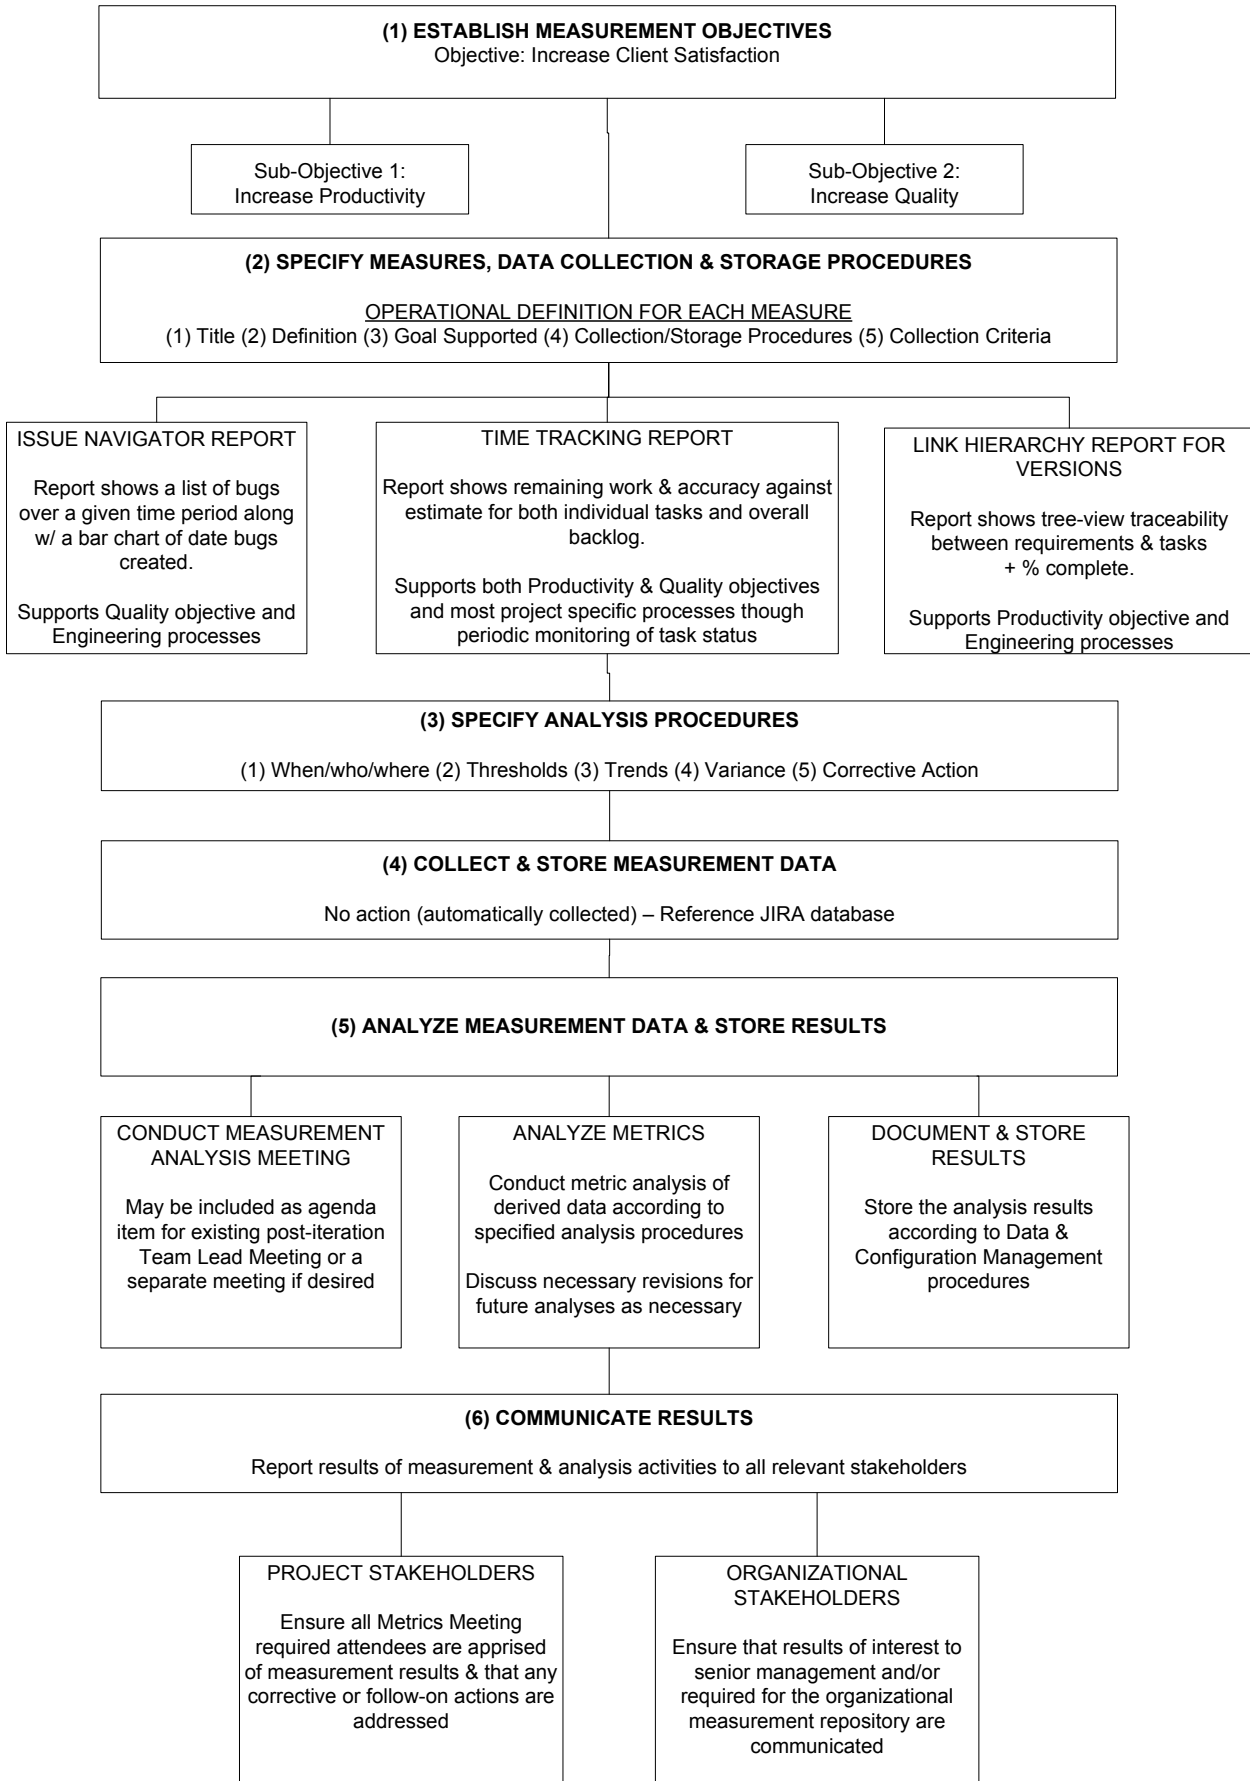 (1) ESTABLISH MEASUREMENT OBJECTIVES
Objective: Increase Client Satisfaction
Sub-Objective 1:
Increase Productivity
Sub-Objective 2:
Increase Quality
(2) SPECIFY MEASURES, DATA COLLECTION & STORAGE PROCEDURES
OPERATIONAL DEFINITION FOR EACH MEASURE
(1) Title (2) Definition (3) Goal Supported (4) Collection/Storage Procedures (5) Collection Criteria
ISSUE NAVIGATOR REPORT
Report shows a list of bugs
over a given time period along
w/ a bar chart of date bugs
created.
Supports Quality objective and
Engineering processes
TIME TRACKING REPORT
Report shows remaining work & accuracy against
estimate for both individual tasks and overall
backlog.
Supports both Productivity & Quality objectives
and most project specific processes though
periodic monitoring of task status
LINK HIERARCHY REPORT FOR
VERSIONS
Report shows tree-view traceability
between requirements & tasks
+ % complete.
Supports Productivity objective and
Engineering processes
(3) SPECIFY ANALYSIS PROCEDURES
(1) When/who/where (2) Thresholds (3) Trends (4) Variance (5) Corrective Action
(4) COLLECT & STORE MEASUREMENT DATA
No action (automatically collected) – Reference JIRA database
(5) ANALYZE MEASUREMENT DATA & STORE RESULTS
CONDUCT MEASUREMENT
ANALYSIS MEETING
May be included as agenda
item for existing post-iteration
Team Lead Meeting or a
separate meeting if desired
ANALYZE METRICS
Conduct metric analysis of
derived data according to
specified analysis procedures
Discuss necessary revisions for
future analyses as necessary
DOCUMENT & STORE
RESULTS
Store the analysis results
according to Data &
Configuration Management
procedures
(6) COMMUNICATE RESULTS
Report results of measurement & analysis activities to all relevant stakeholders
PROJECT STAKEHOLDERS
Ensure all Metrics Meeting
required attendees are apprised
of measurement results & that any
corrective or follow-on actions are
addressed
ORGANIZATIONAL
STAKEHOLDERS
Ensure that results of interest to
senior management and/or
required for the organizational
measurement repository are
communicated